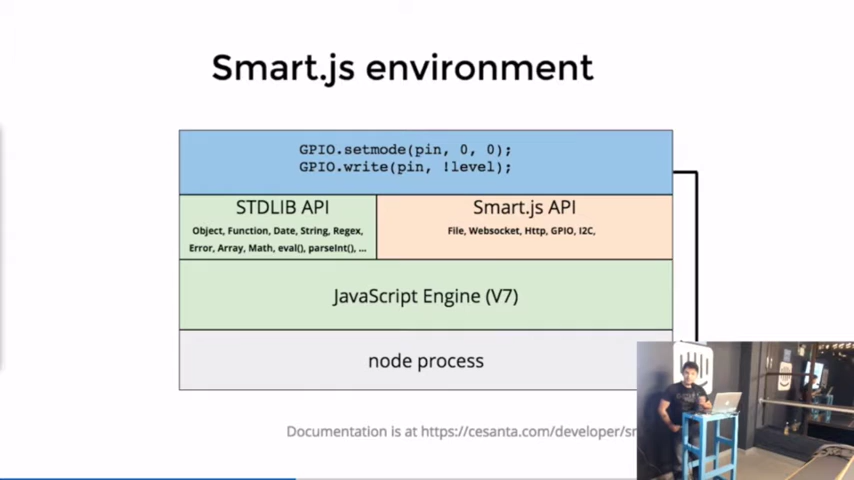 Smart.js environment
GPIO.setmode(pin, 0, 0);
GPIO.write(pin, !level);
STDLIB API
Object, Function, Date, String, Regex,
Error, Array, Math, eval(), parseInt(), ...
Smart.js API
File, Websocket, Http, GPIO, I2C,
JavaScript Engine (V7)
node process
Documentation is at https://cesanta.com/developer/sr